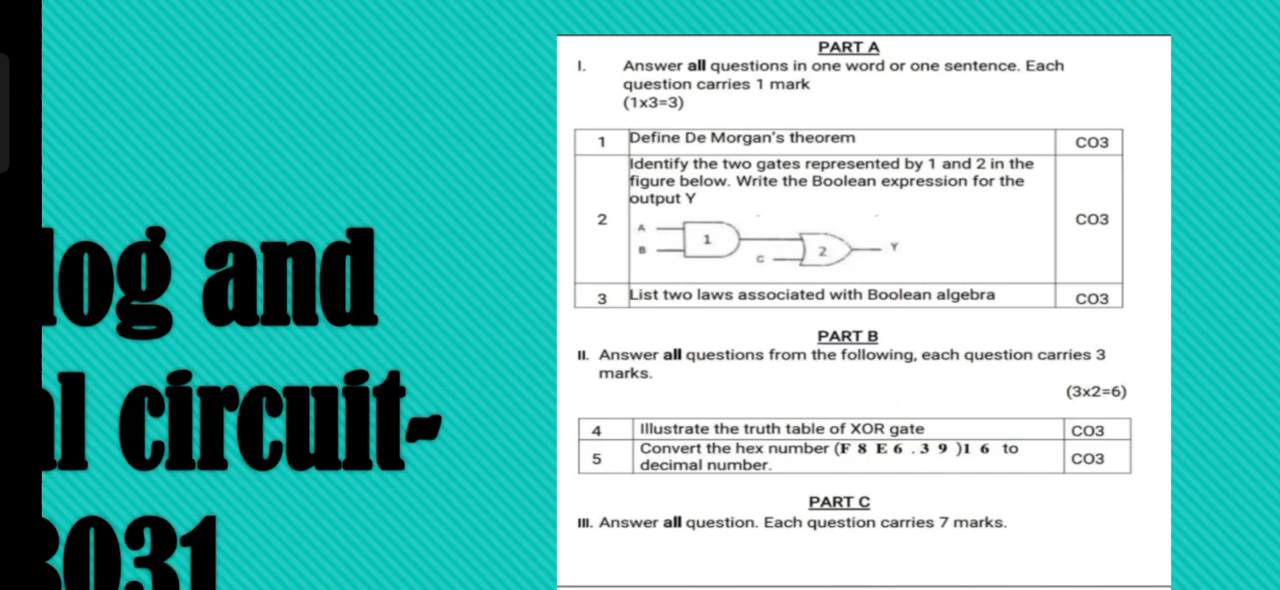 log and
l circuit-
3031
PART A
I. Answer all questions in one word or one sentence. Each
question carries 1 mark
(1x3=3)
1 Define De Morgan's theorem CO3
Identify the two gates represented by 1 and 2 in the
figure below. Write the Boolean expression for the
output Y
2 CO3
A
1
B
C
2
Y
3 List two laws associated with Boolean algebra CO3
PART B
II. Answer all questions from the following, each question carries 3
marks.
(3x2=6)
4 Illustrate the truth table of XOR gate CO3
5 Convert the hex number (F 8 E 6 . 3 9 )1 6 to
decimal number. CO3
PART C
III. Answer all question. Each question carries 7 marks.